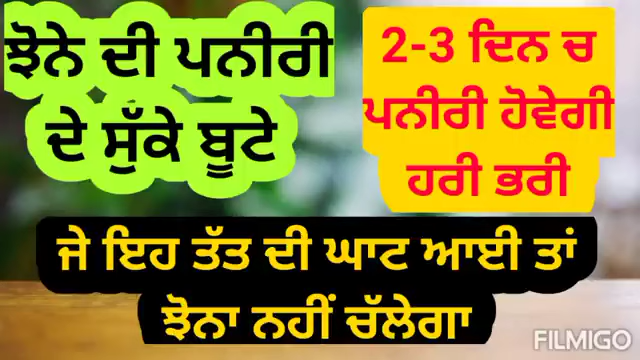 ਝੋਨੇ ਦੀ ਪਨੀਰੀ
ਦੇ ਸੁੱਕੇ ਬੂਟੇ
2-3 ਦਿਨ ਚ
ਪਨੀਰੀ ਹੋਵੇਗੀ
ਹਰੀ ਭਰੀ
ਜੇ ਇਹ ਤੱਤ ਦੀ ਘਾਟ ਆਈ ਤਾਂ
ਝੋਨਾ ਨਹੀਂ ਚੱਲੇਗਾ
FILMIGO